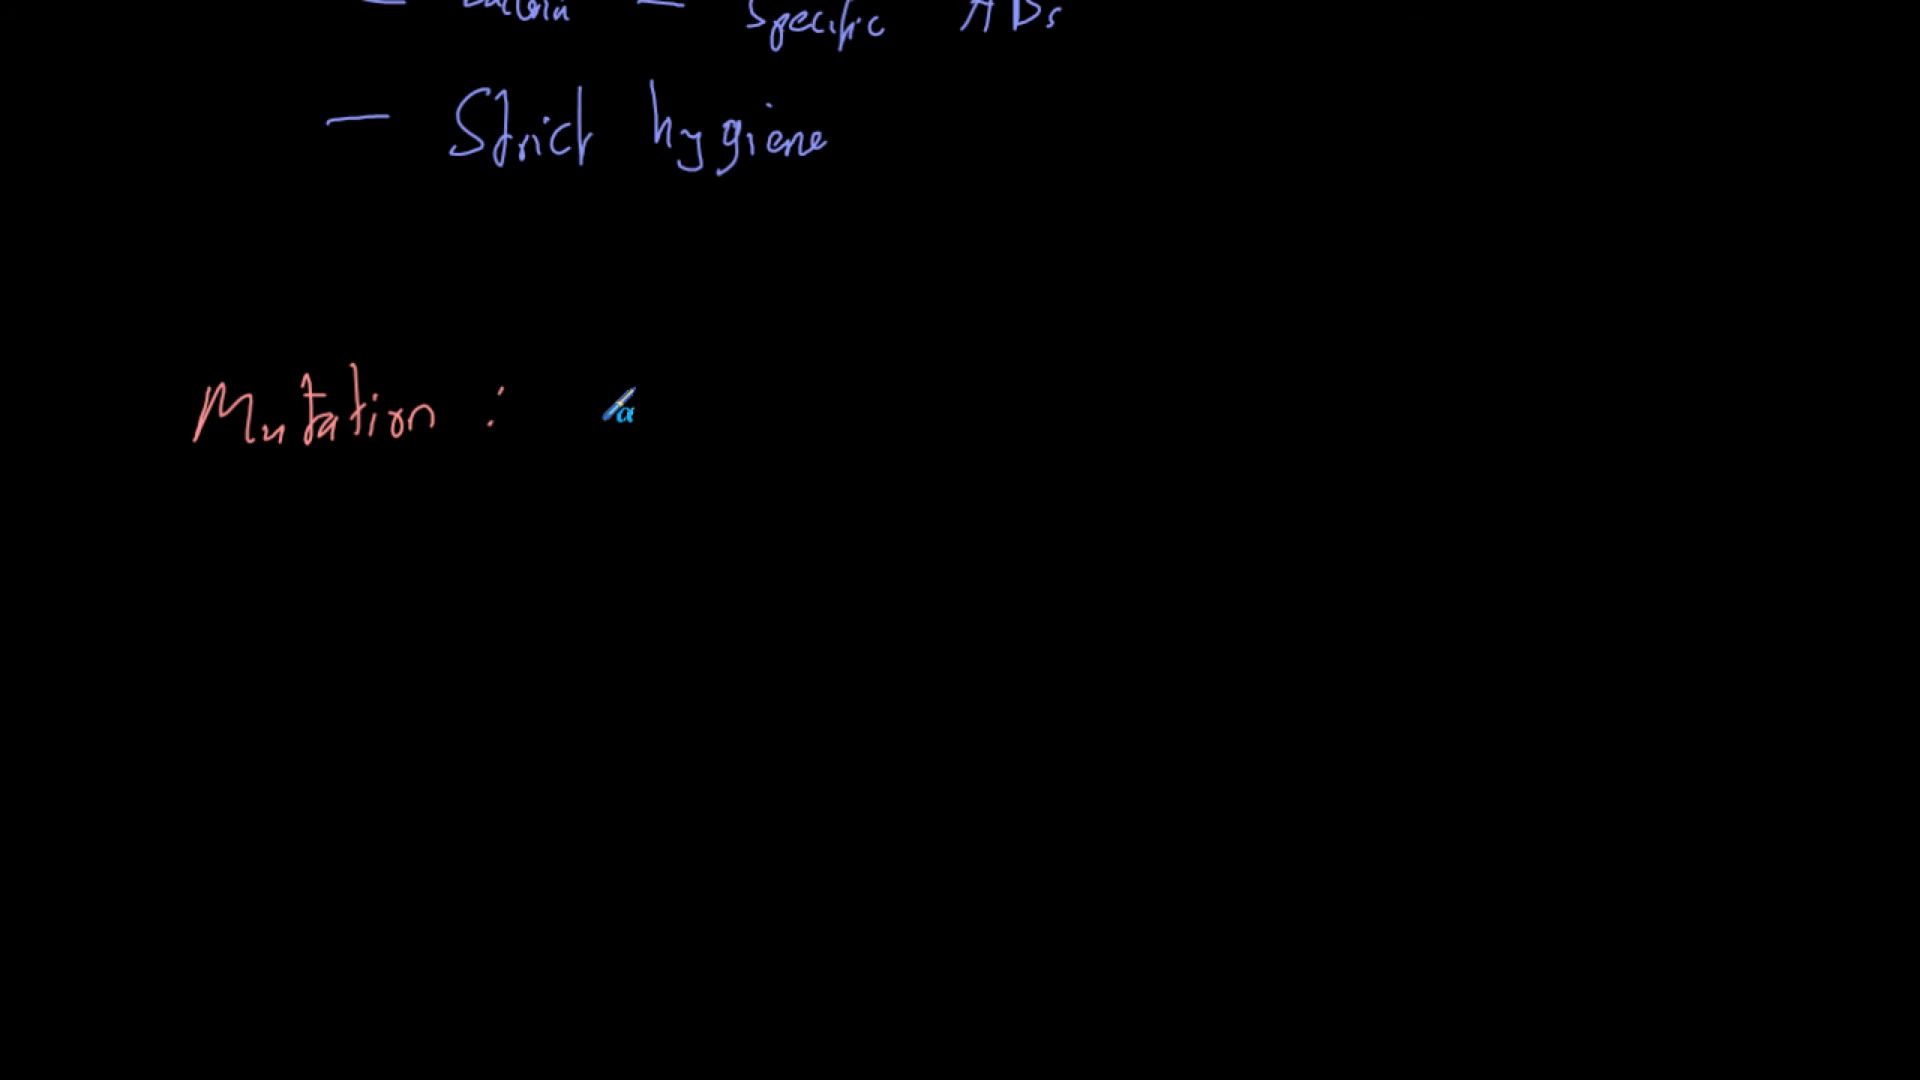 — specific ABs
— Strict hygiene
Mutation :